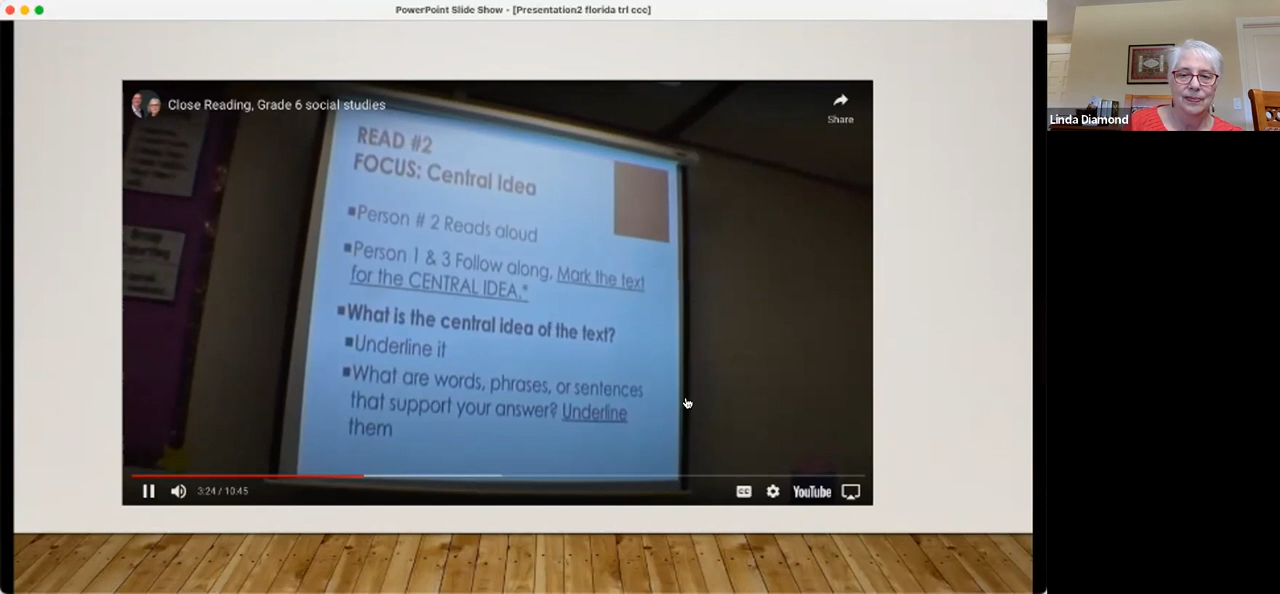 PowerPoint Slide Show - [Presentation2 florida trl ccc]
Close Reading, Grade 6 social studies
Share
READ #2
FOCUS: Central Idea
▪Person # 2 Reads aloud
▪Person 1 & 3 Follow along. Mark the text
for the CENTRAL IDEA.*
▪What is the central idea of the text?
▪Underline it
▪What are words, phrases, or sentences
that support your answer? Underline
them
3:24 / 10:45
CC
YouTube
Linda Diamond